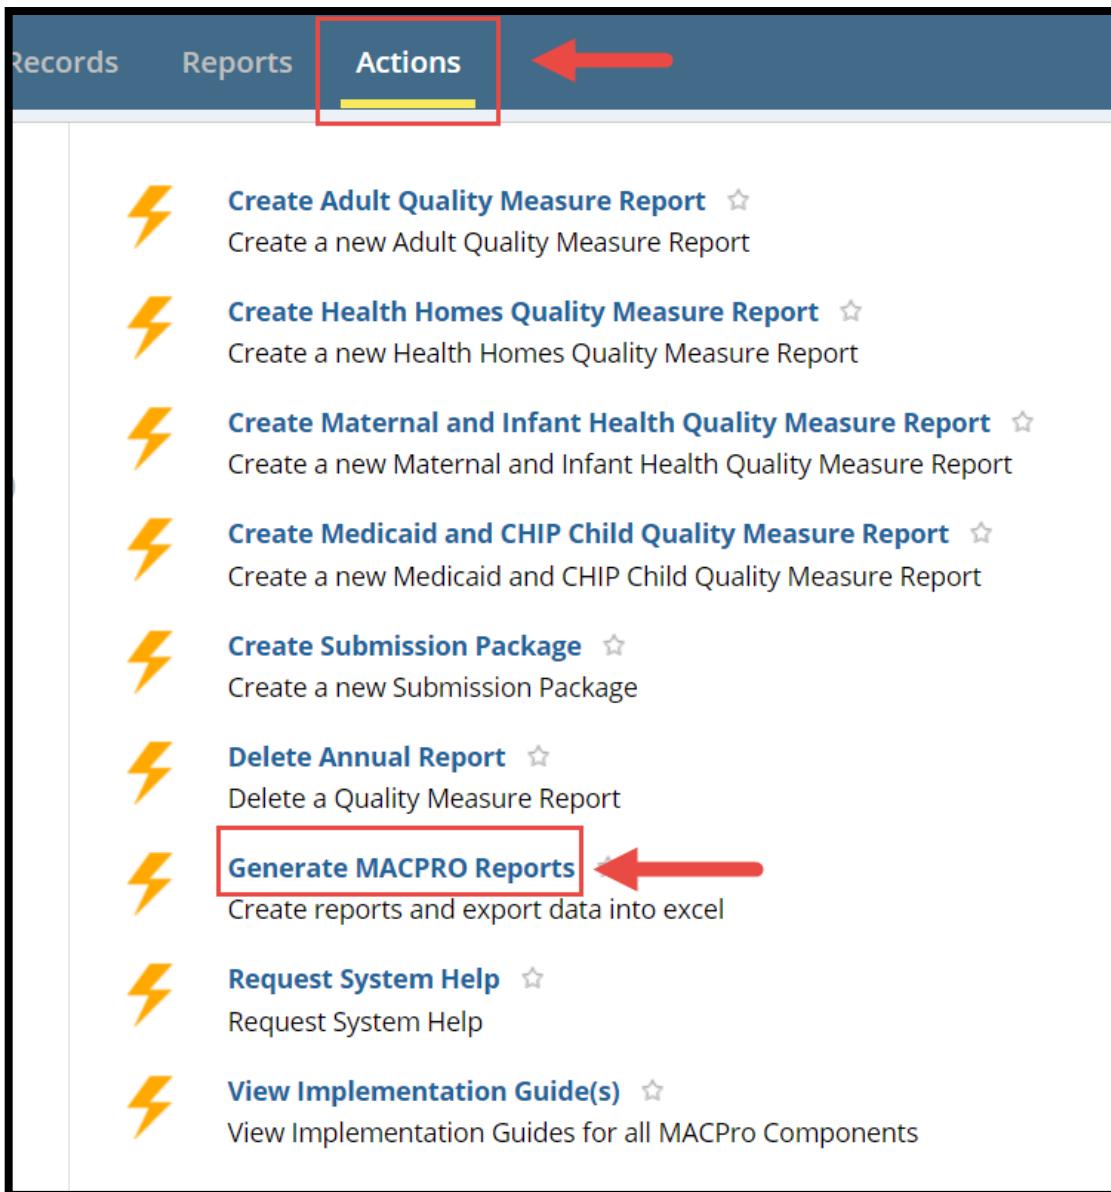 Records Reports Actions
Create Adult Quality Measure Report
Create a new Adult Quality Measure Report
Create Health Homes Quality Measure Report
Create a new Health Homes Quality Measure Report
Create Maternal and Infant Health Quality Measure Report
Create a new Maternal and Infant Health Quality Measure Report
Create Medicaid and CHIP Child Quality Measure Report
Create a new Medicaid and CHIP Child Quality Measure Report
Create Submission Package
Create a new Submission Package
Delete Annual Report
Delete a Quality Measure Report
Generate MACPRO Reports
Create reports and export data into excel
Request System Help
Request System Help
View Implementation Guide(s)
View Implementation Guides for all MACPro Components